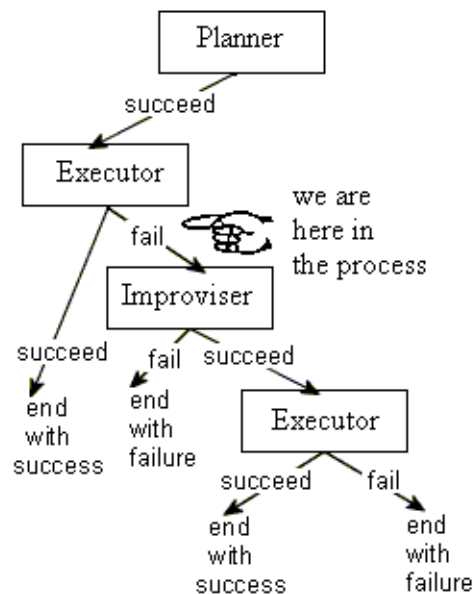 Planner
succeed
Executor
we are
here in
the process
fail
Improviser
succeed
fail
succeed
end
with
success
end
with
failure
Executor
succeed
fail
end
with
success
end
with
failure